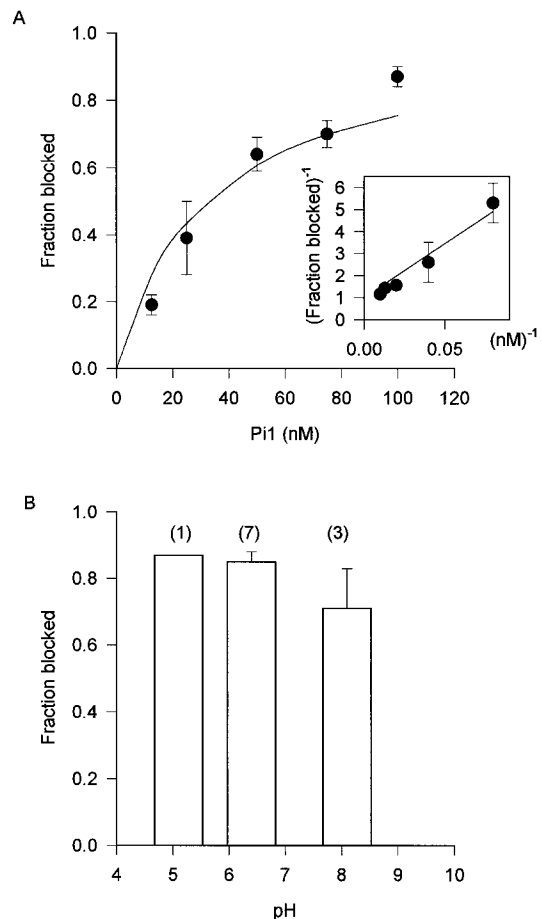 A
1.0
0.8
0.6
0.4
0.2
0.0
Fraction blocked
0 20 40 60 80 100 120
Pi1 (nM)
6
5
4
3
2
1
0
(Fraction blocked)⁻¹
0.00 0.05 (nM)⁻¹
B
1.0
0.8
0.6
0.4
0.2
0.0
Fraction blocked
(1) (7) (3)
4 5 6 7 8 9 10
pH